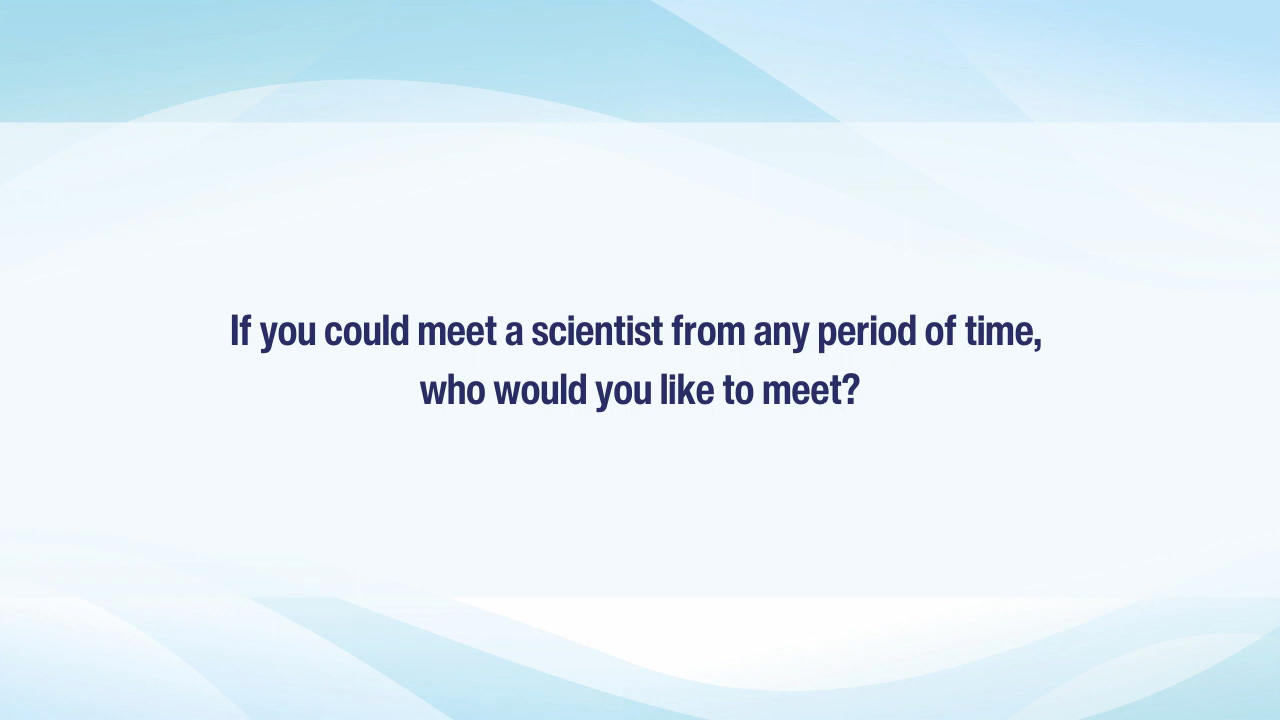 If you could meet a scientist from any period of time,
who would you like to meet?